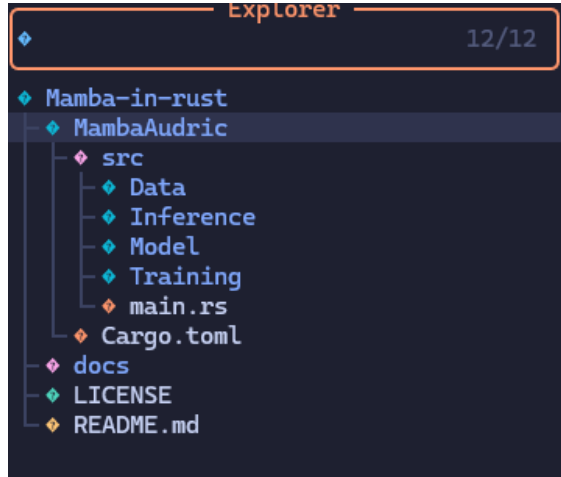 Explorer
12/12
Mamba-in-rust
MambaAudric
src
Data
Inference
Model
Training
main.rs
Cargo.toml
docs
LICENSE
README.md